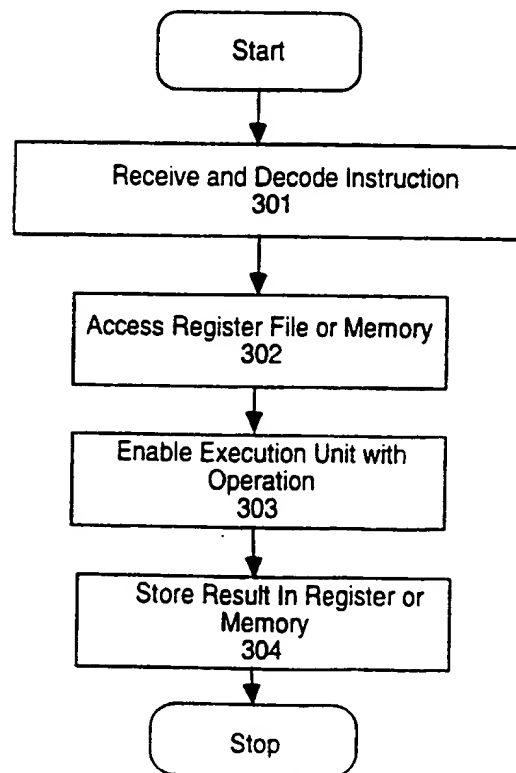 Start
Receive and Decode Instruction
301
Access Register File or Memory
302
Enable Execution Unit with
Operation
303
Store Result In Register or
Memory
304
Stop